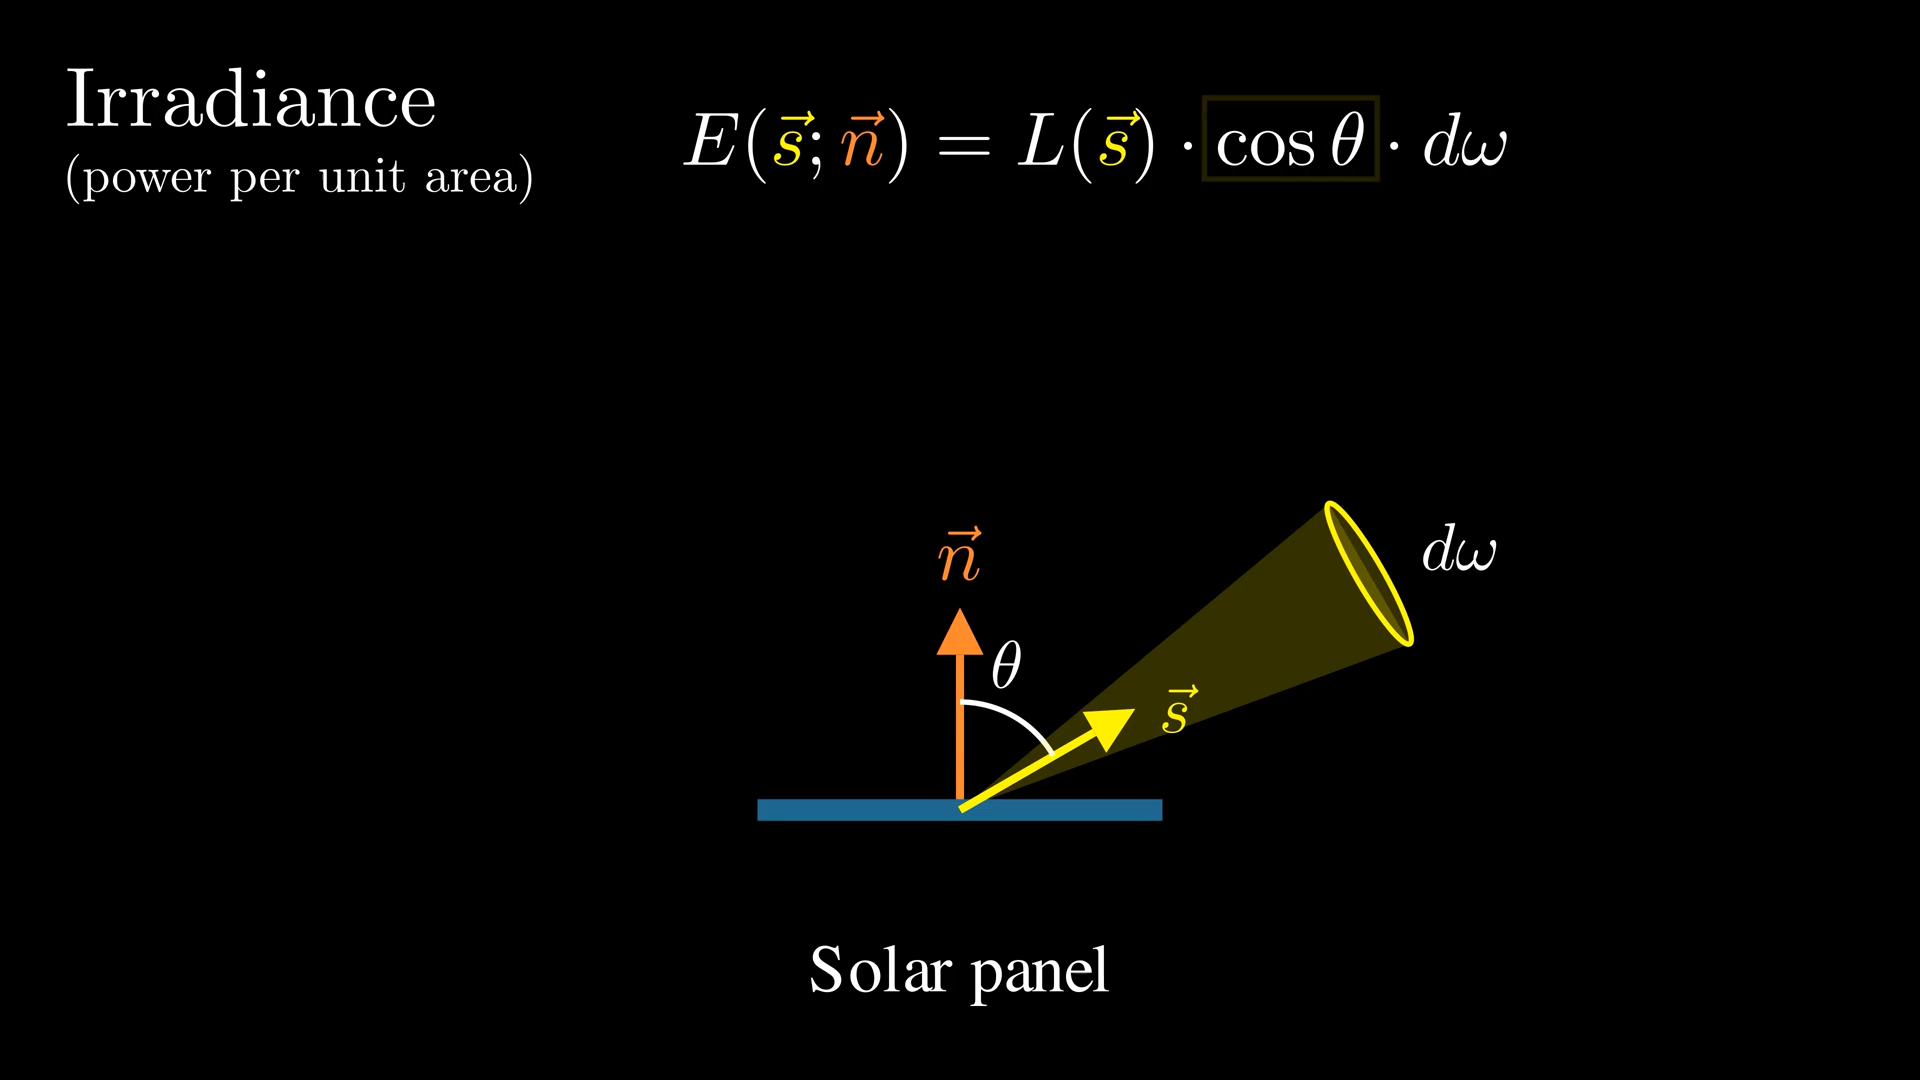 Irradiance
(power per unit area)
E(s⃗; n⃗) = L(s⃗) · cos θ · dω
dω
n⃗
θ
s⃗
Solar panel